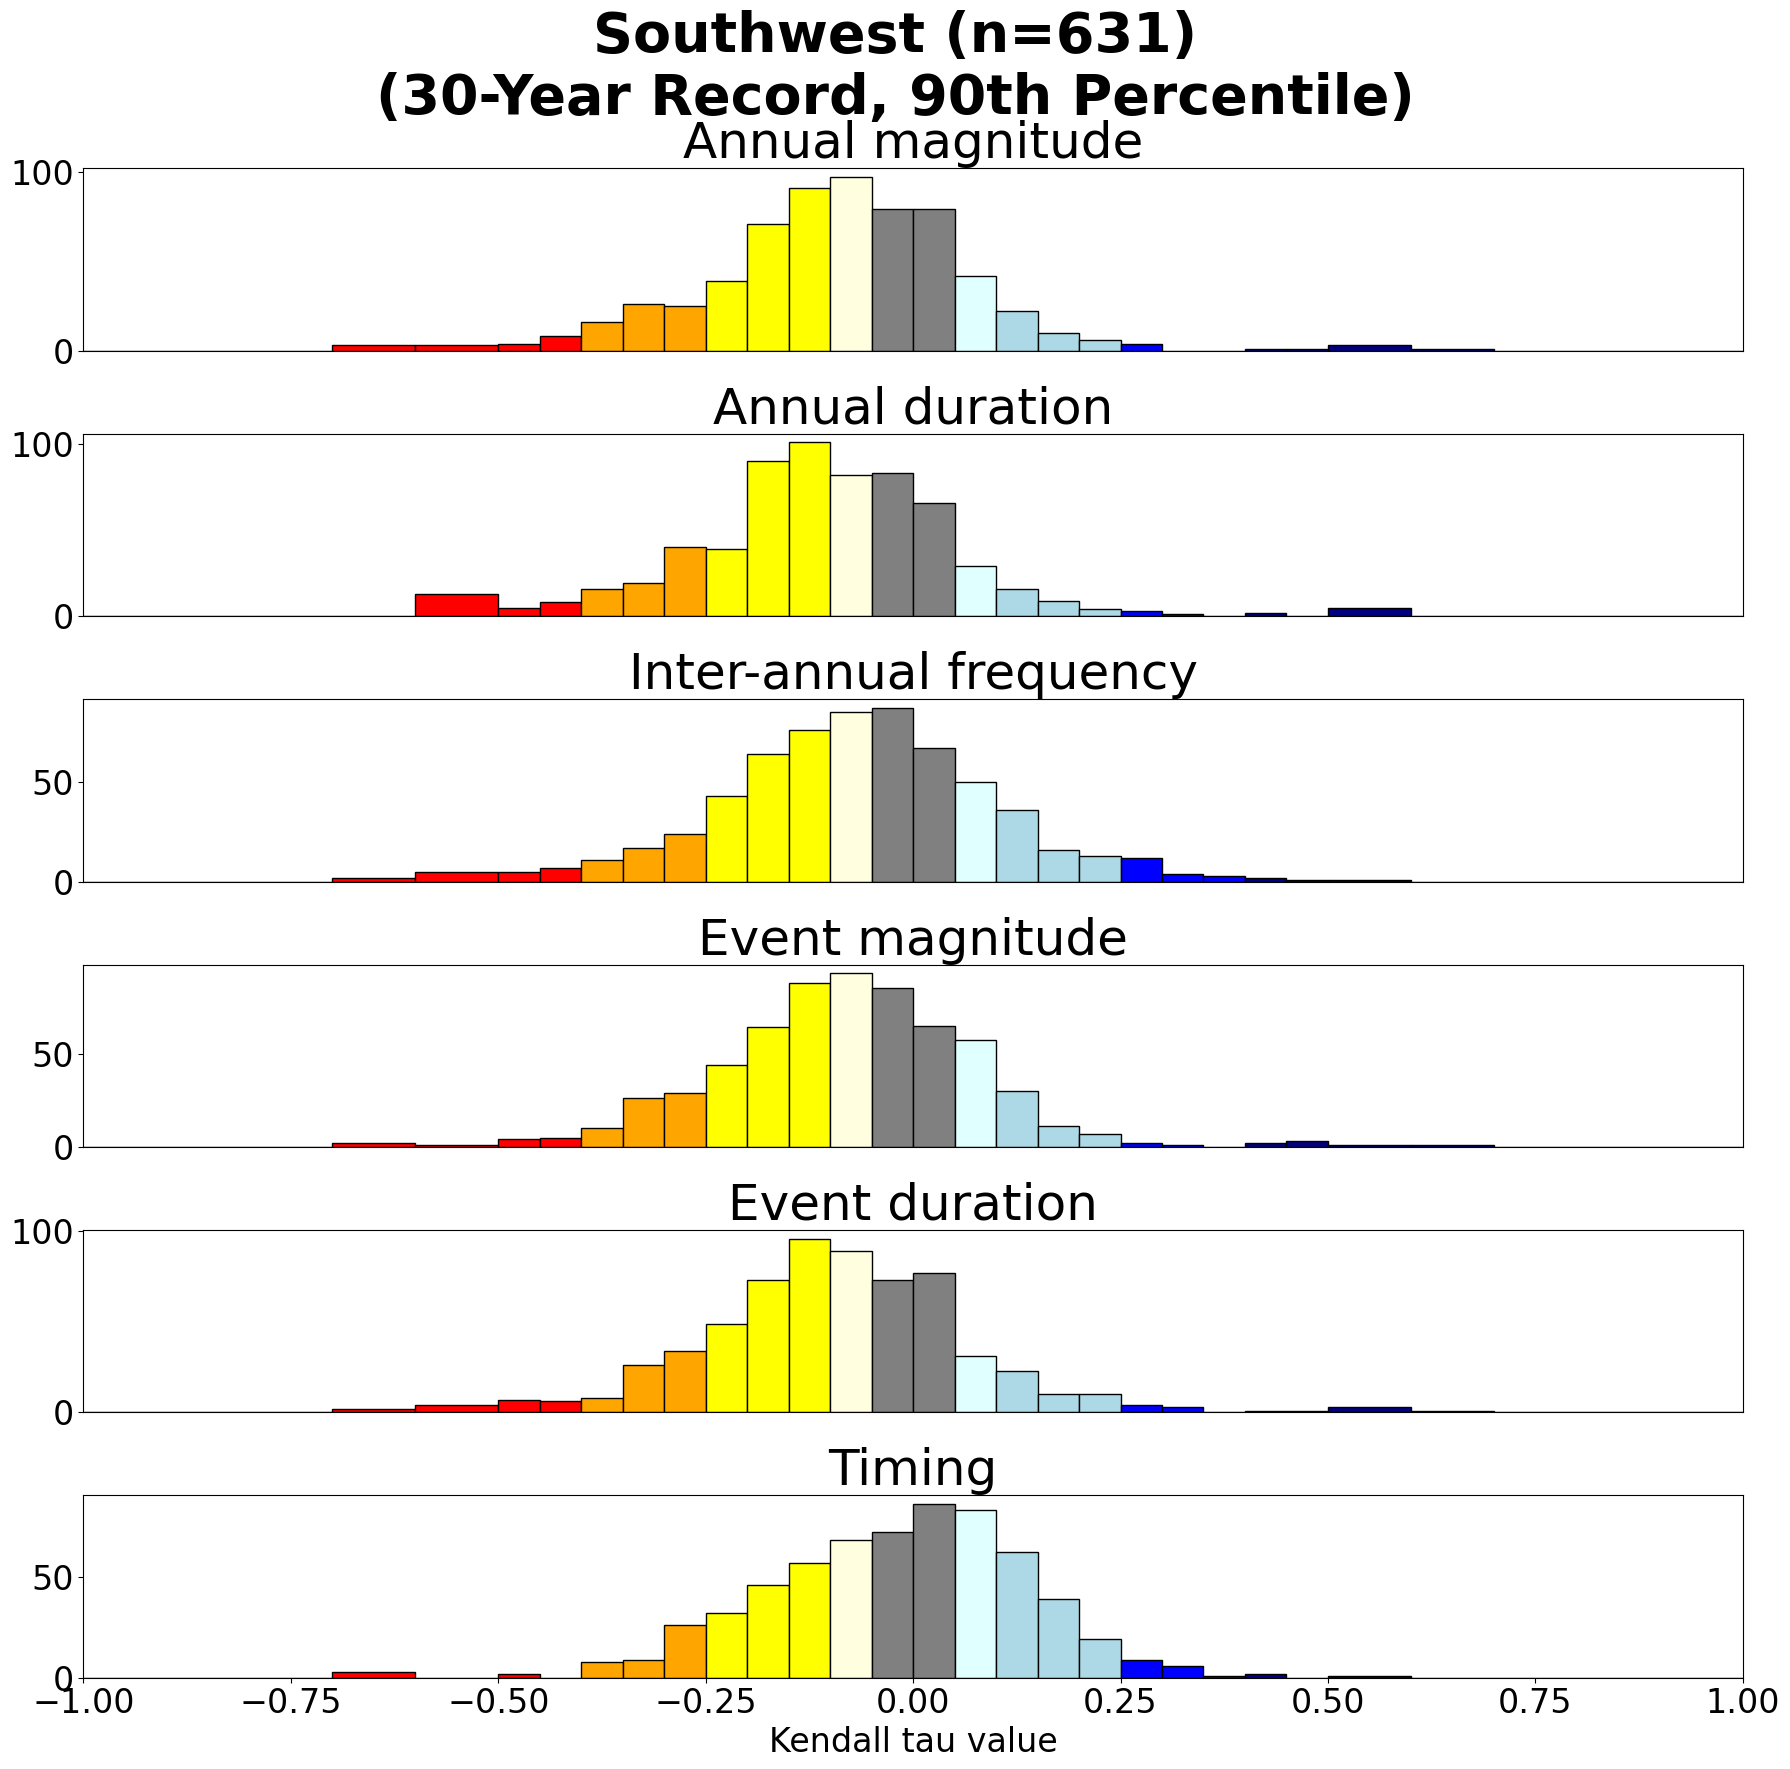 Southwest (n=631)
(30-Year Record, 90th Percentile)
Annual magnitude
100
0
Annual duration
100
0
Inter-annual frequency
50
0
Event magnitude
50
0
Event duration
100
0
Timing
50
0
−1.00 −0.75 −0.50 −0.25 0.00 0.25 0.50 0.75 1.00
Kendall tau value